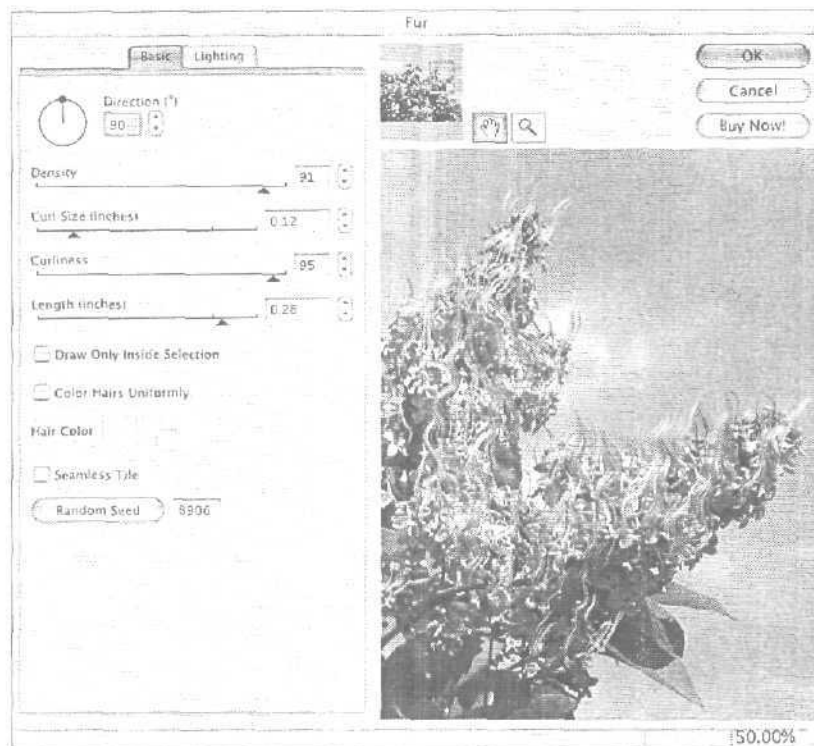 Fur
Basic Lighting
Direction (°)
90
Density 91
Curl Size (inches) 0.12
Curliness 95
Length (inches) 0.28
Draw Only Inside Selection
Color Hairs Uniformly
Hair Color
Seamless Tile
Random Seed 8906
OK
Cancel
Buy Now!
50.00%